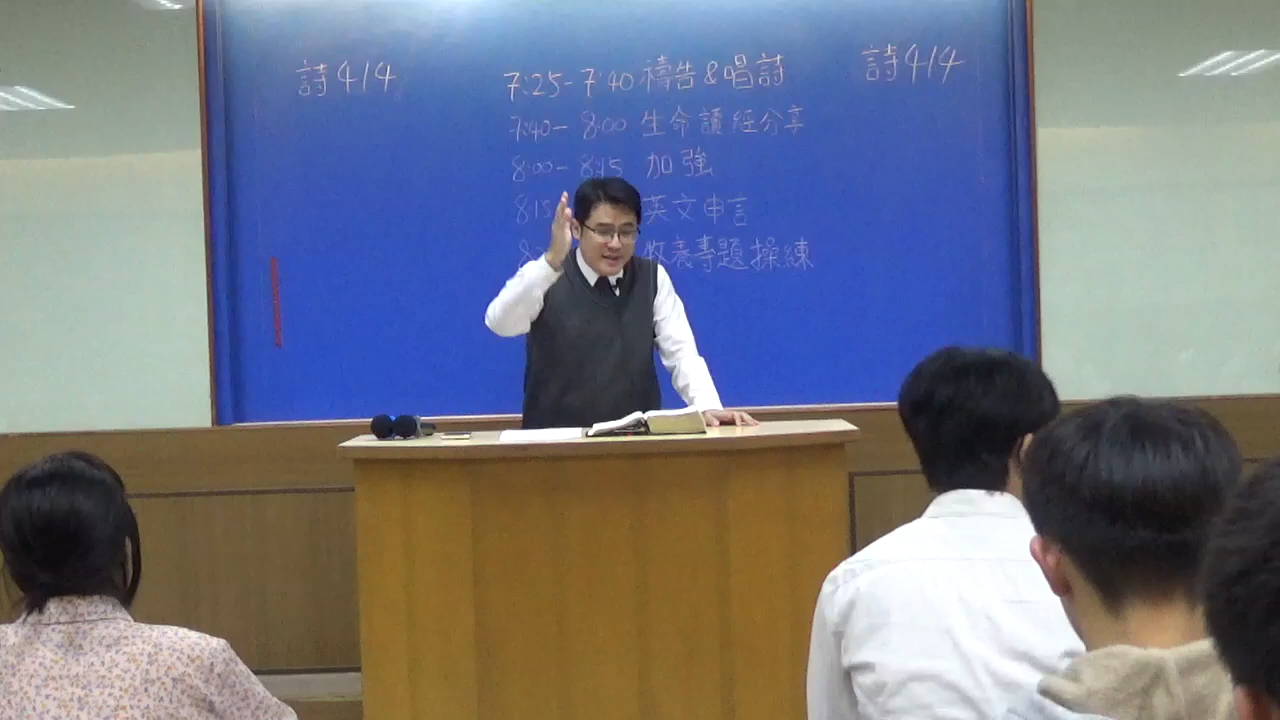 詩414
7:25-7:40 禱告&唱詩
詩414
7:40-8:00 生命讀經分享
8:00-8:15 加強
8:15 英文申言
牧養專題操練